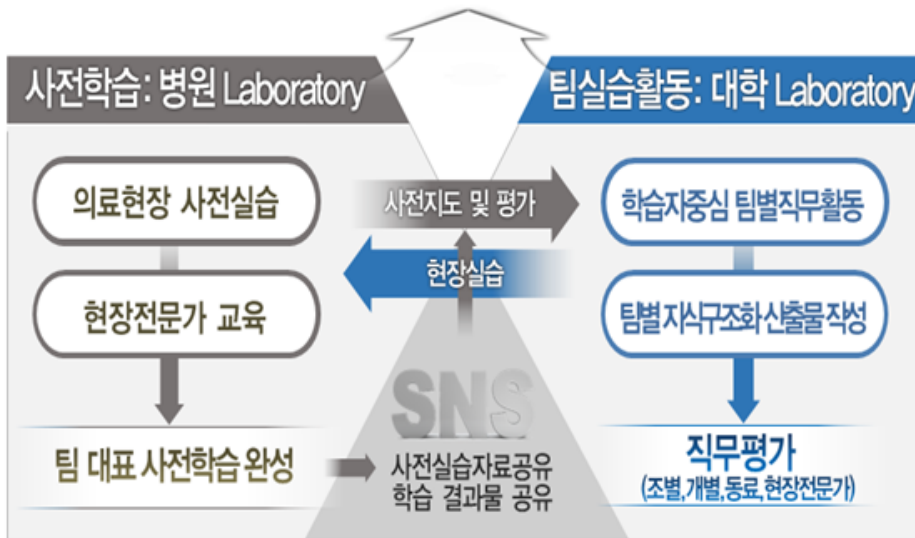 사전학습: 병원 Laboratory
팀실습활동: 대학 Laboratory
의료현장 사전실습
사전지도 및 평가
학습자중심 팀별직무활동
현장실습
현장전문가 교육
팀별 지식구조화 산출물 작성
SNS
팀 대표 사전학습 완성
사전실습자료공유
학습 결과물 공유
직무평가
(조별,개별,동료,현장전문가)